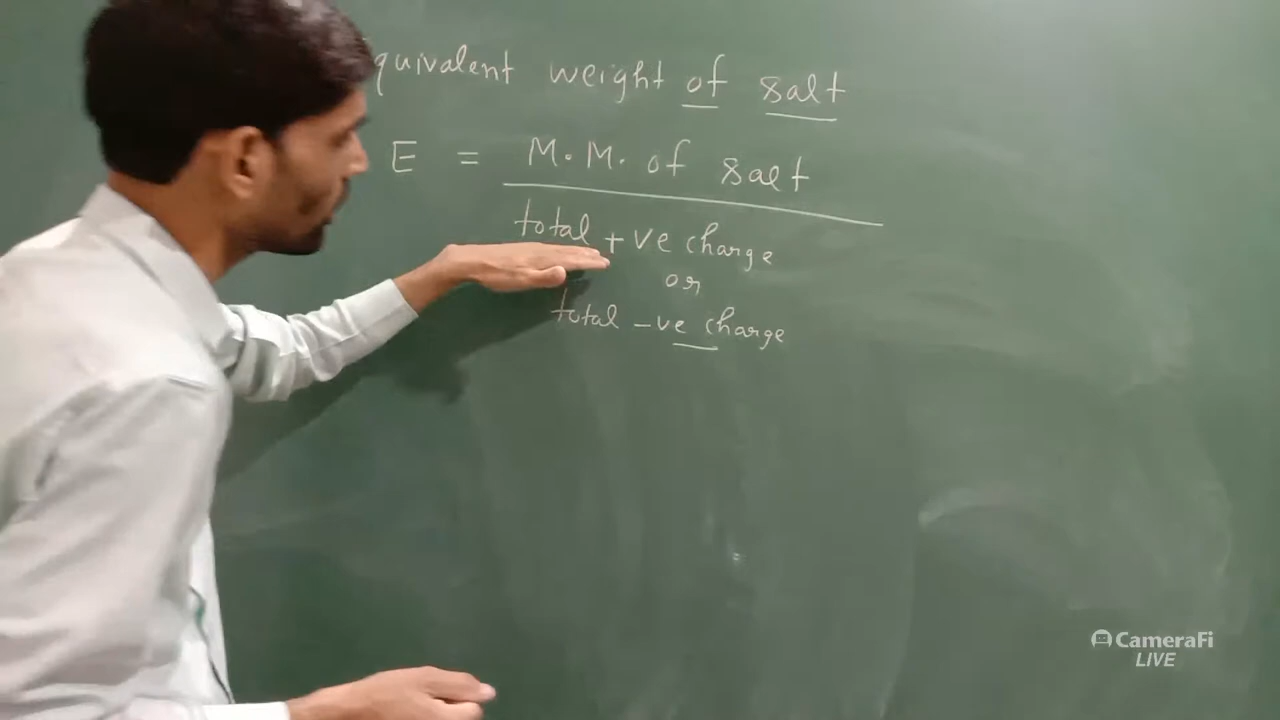 quivalent weight of salt
E = M.M. of salt
total +ve charge
or
total -ve charge
CameraFi
LIVE